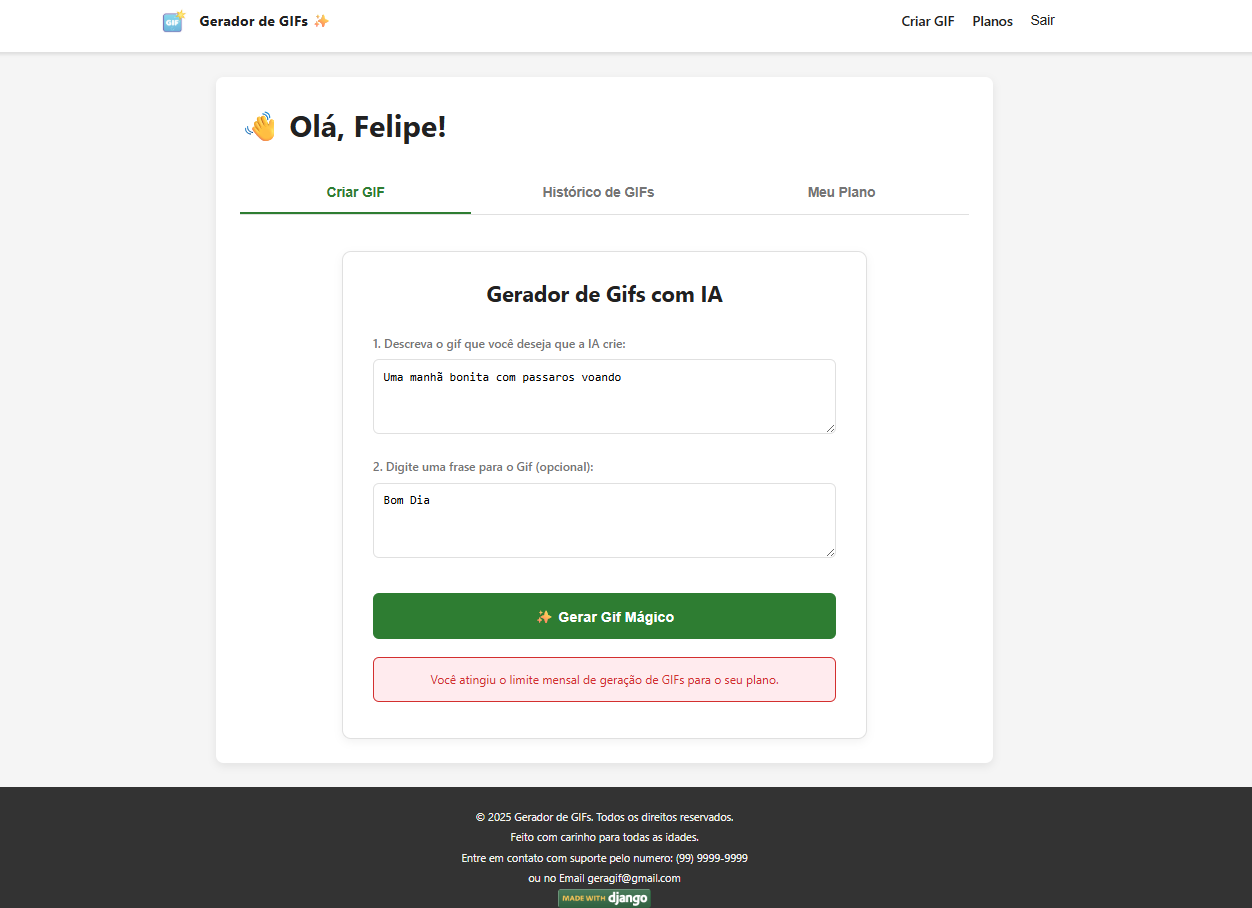 GIF
Gerador de GIFs ✨
Criar GIF
Planos
Sair
👋 Olá, Felipe!
Criar GIF
Histórico de GIFs
Meu Plano
Gerador de Gifs com IA
1. Descreva o gif que você deseja que a IA crie:
Uma manhã bonita com passaros voando
2. Digite uma frase para o Gif (opcional):
Bom Dia
✨ Gerar Gif Mágico
Você atingiu o limite mensal de geração de GIFs para o seu plano.
© 2025 Gerador de GIFs. Todos os direitos reservados.
Feito com carinho para todas as idades.
Entre em contato com suporte pelo numero: (99) 9999-9999
ou no Email geragif@gmail.com
MADE WITH django